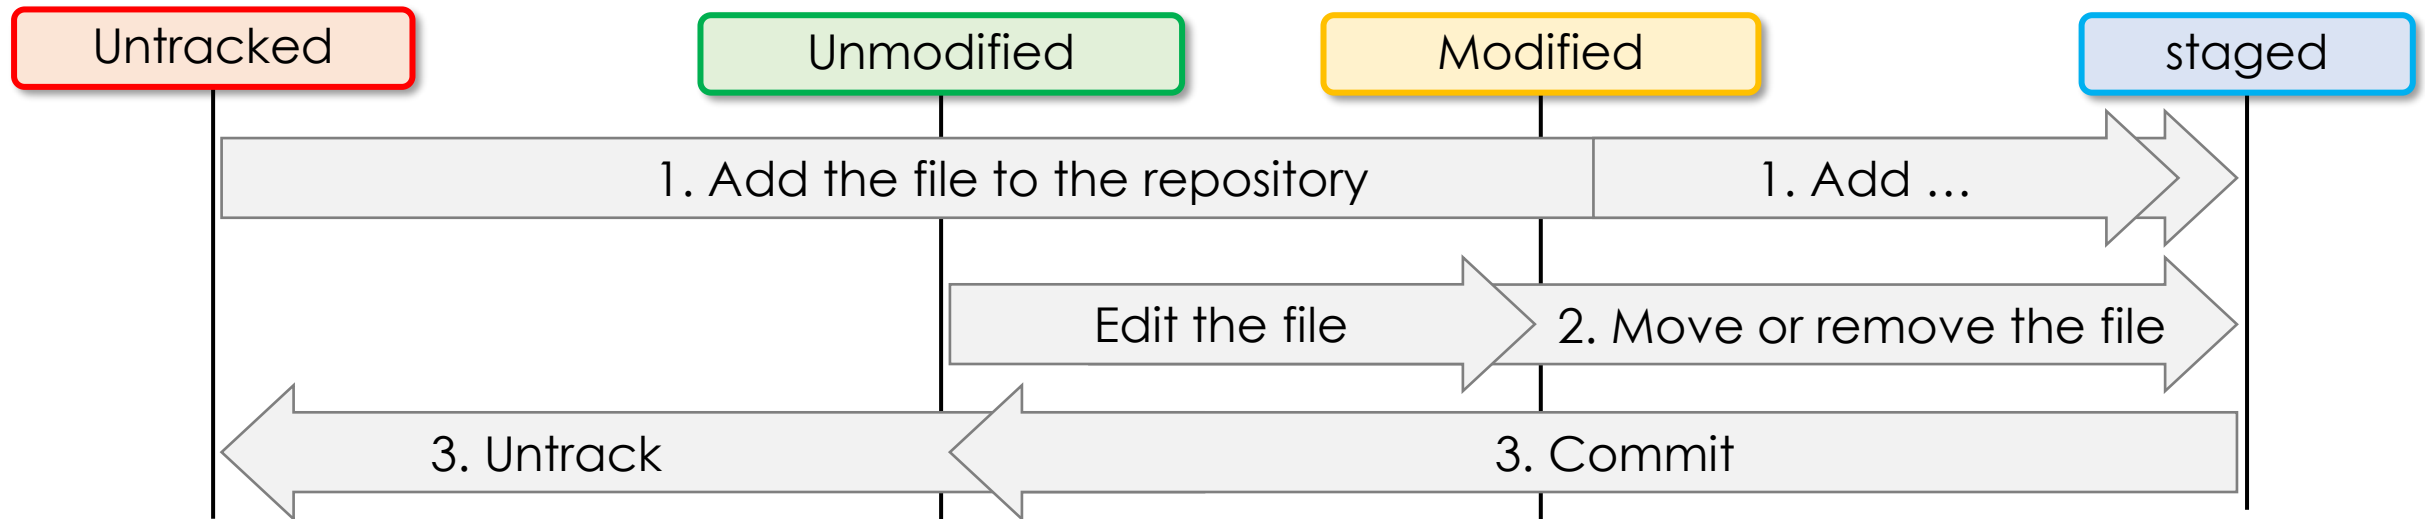 Untracked
Unmodified
Modified
staged
1. Add the file to the repository
1. Add …
Edit the file
2. Move or remove the file
3. Untrack
3. Commit